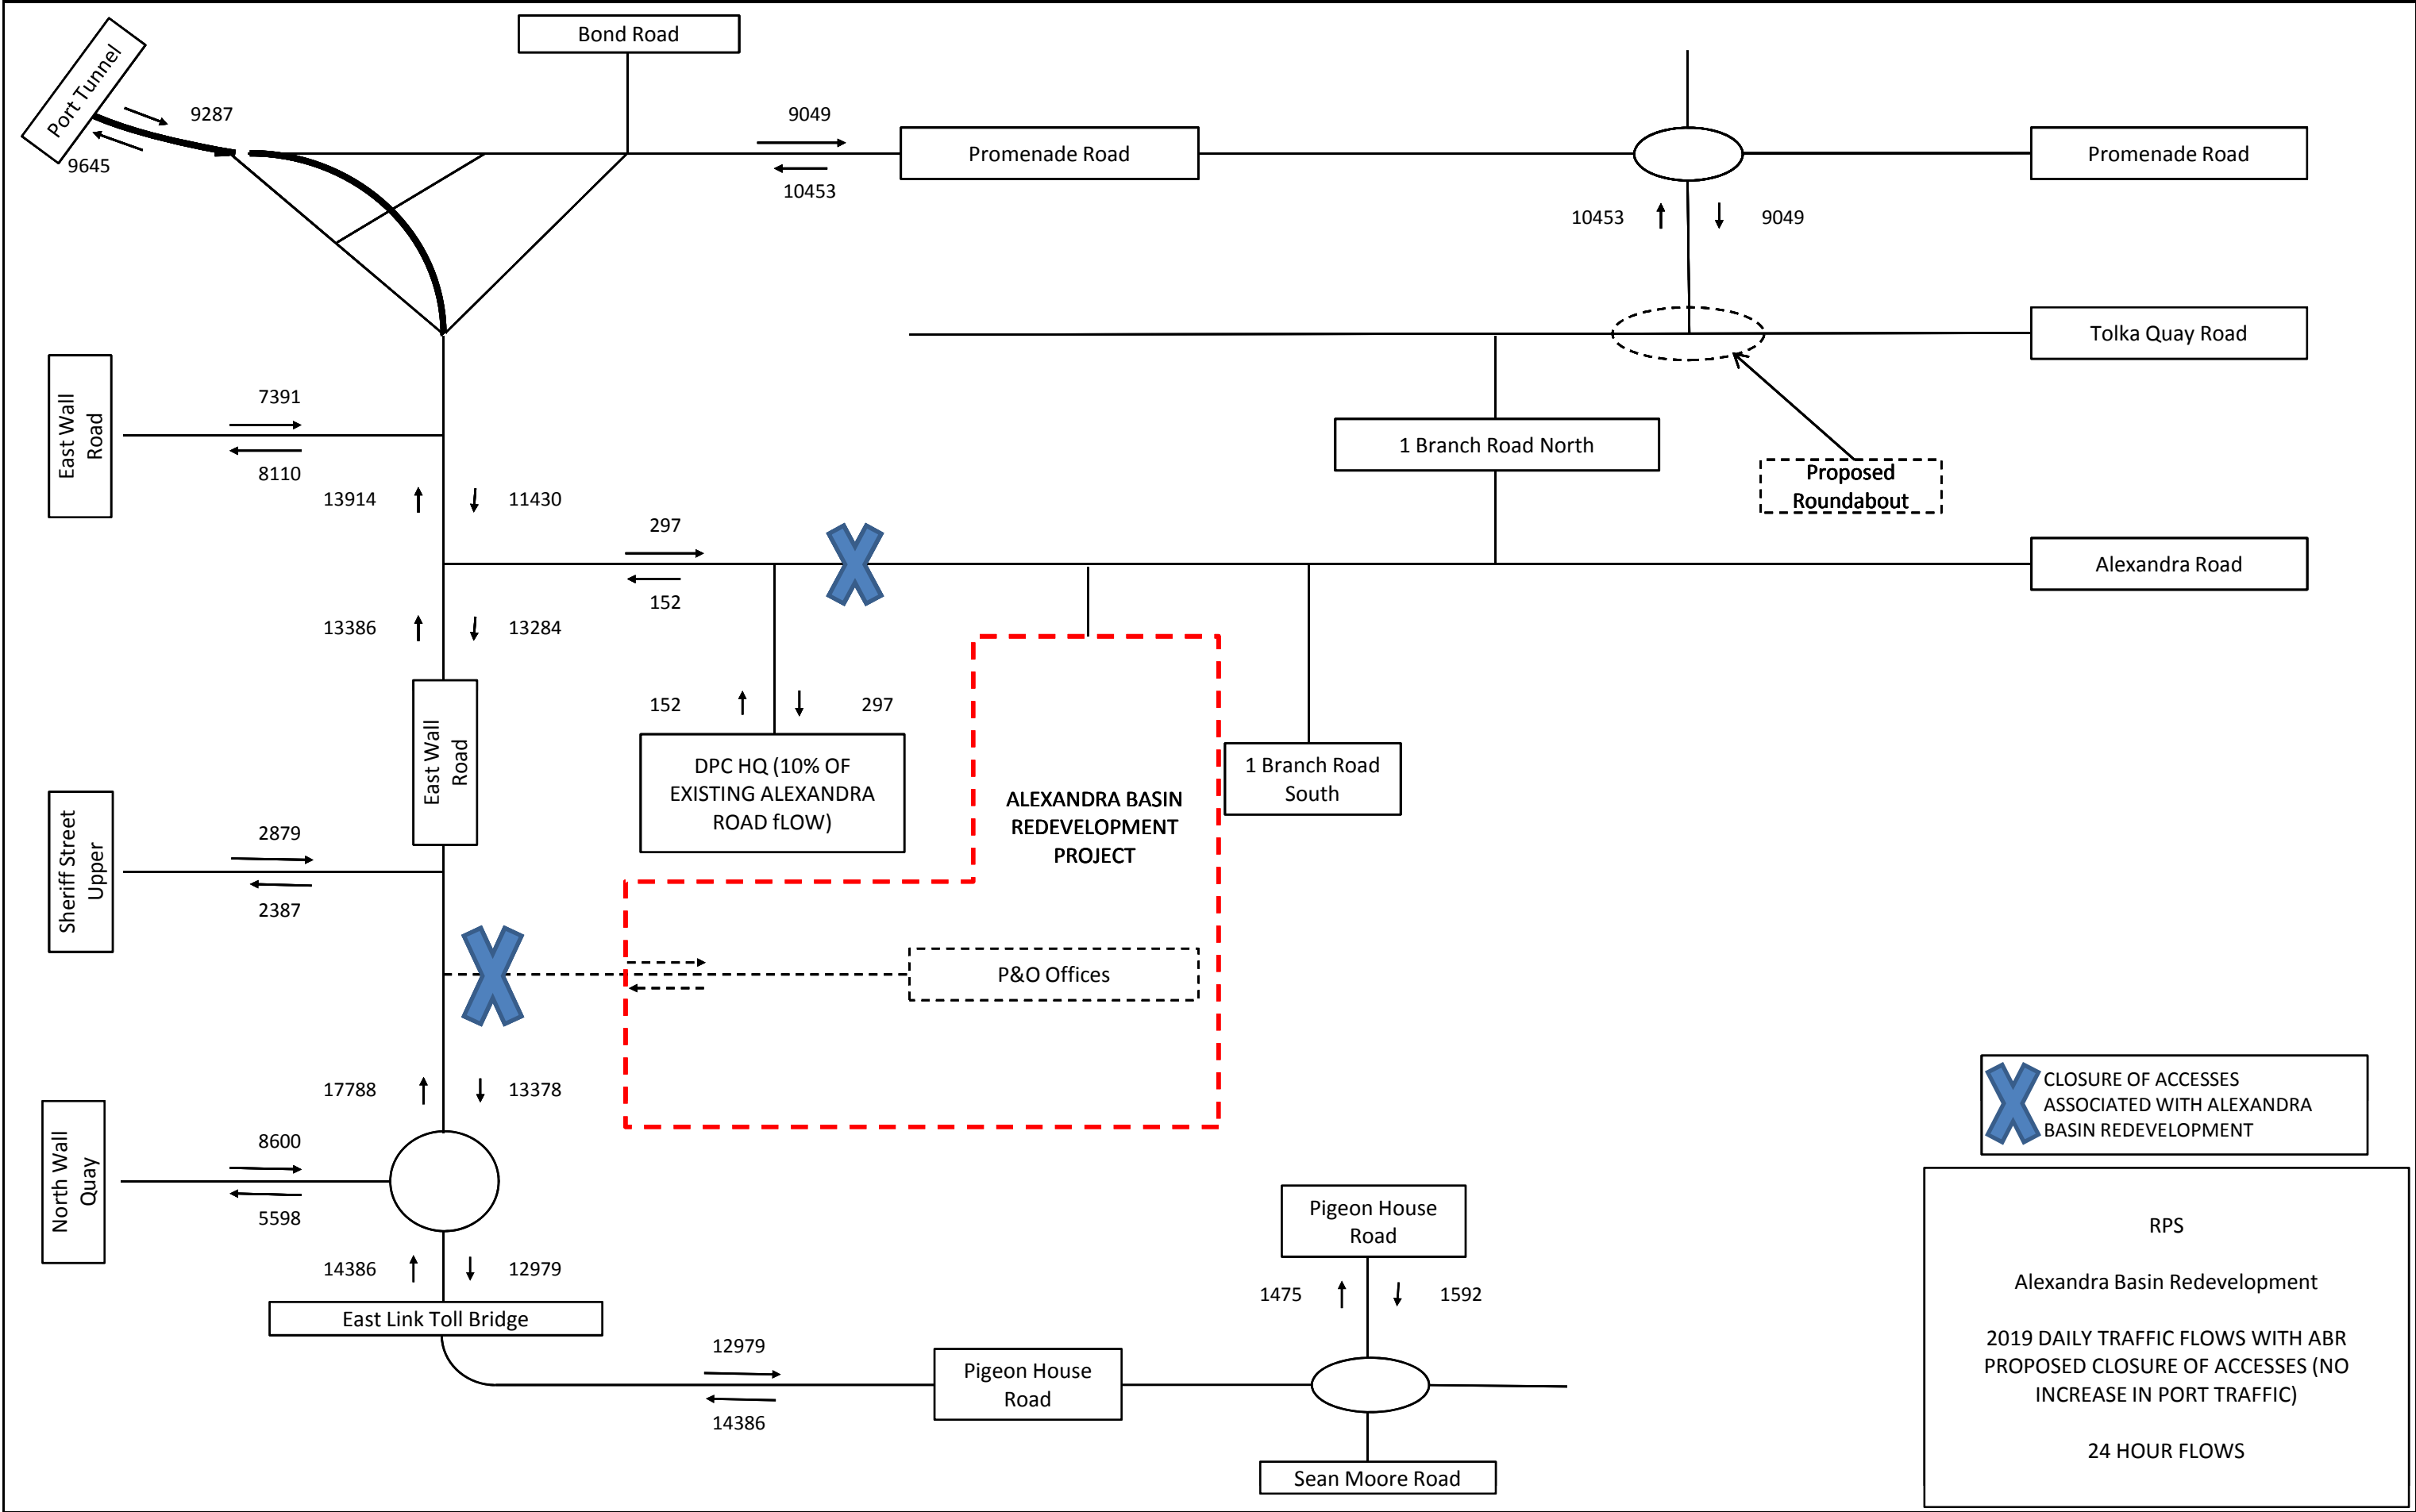 Bond Road
Port Tunnel
9287
9645
9049
10453
Promenade Road
Promenade Road
10453
9049
Tolka Quay Road
East Wall
Road
7391
8110
1 Branch Road North
Proposed
Roundabout
13914
11430
297
152
Alexandra Road
13386
13284
152
297
East Wall
Road
DPC HQ (10% OF
EXISTING ALEXANDRA
ROAD fLOW)
ALEXANDRA BASIN
REDEVELOPMENT
PROJECT
1 Branch Road
South
Sheriff Street
Upper
2879
2387
P&O Offices
17788
13378
North Wall
Quay
8600
5598
14386
12979
East Link Toll Bridge
12979
14386
Pigeon House
Road
Pigeon House
Road
1475
1592
Sean Moore Road
CLOSURE OF ACCESSES
ASSOCIATED WITH ALEXANDRA
BASIN REDEVELOPMENT
RPS
Alexandra Basin Redevelopment
2019 DAILY TRAFFIC FLOWS WITH ABR
PROPOSED CLOSURE OF ACCESSES (NO
INCREASE IN PORT TRAFFIC)
24 HOUR FLOWS